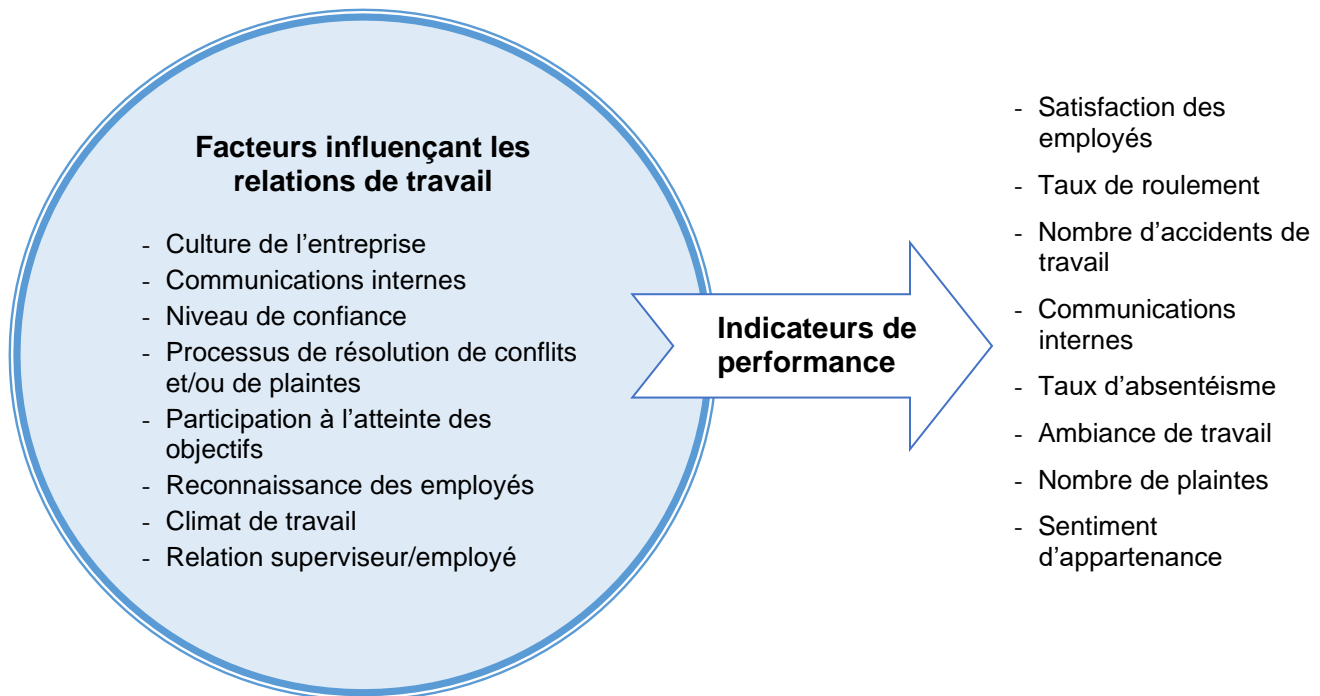 Facteurs influençant les
relations de travail
- Culture de l'entreprise
- Communications internes
- Niveau de confiance
- Processus de résolution de conflits
et/ou de plaintes
- Participation à l'atteinte des
objectifs
- Reconnaissance des employés
- Climat de travail
- Relation superviseur/employé
Indicateurs de
performance
- Satisfaction des
employés
- Taux de roulement
- Nombre d'accidents de
travail
- Communications
internes
- Taux d'absentéisme
- Ambiance de travail
- Nombre de plaintes
- Sentiment
d'appartenance